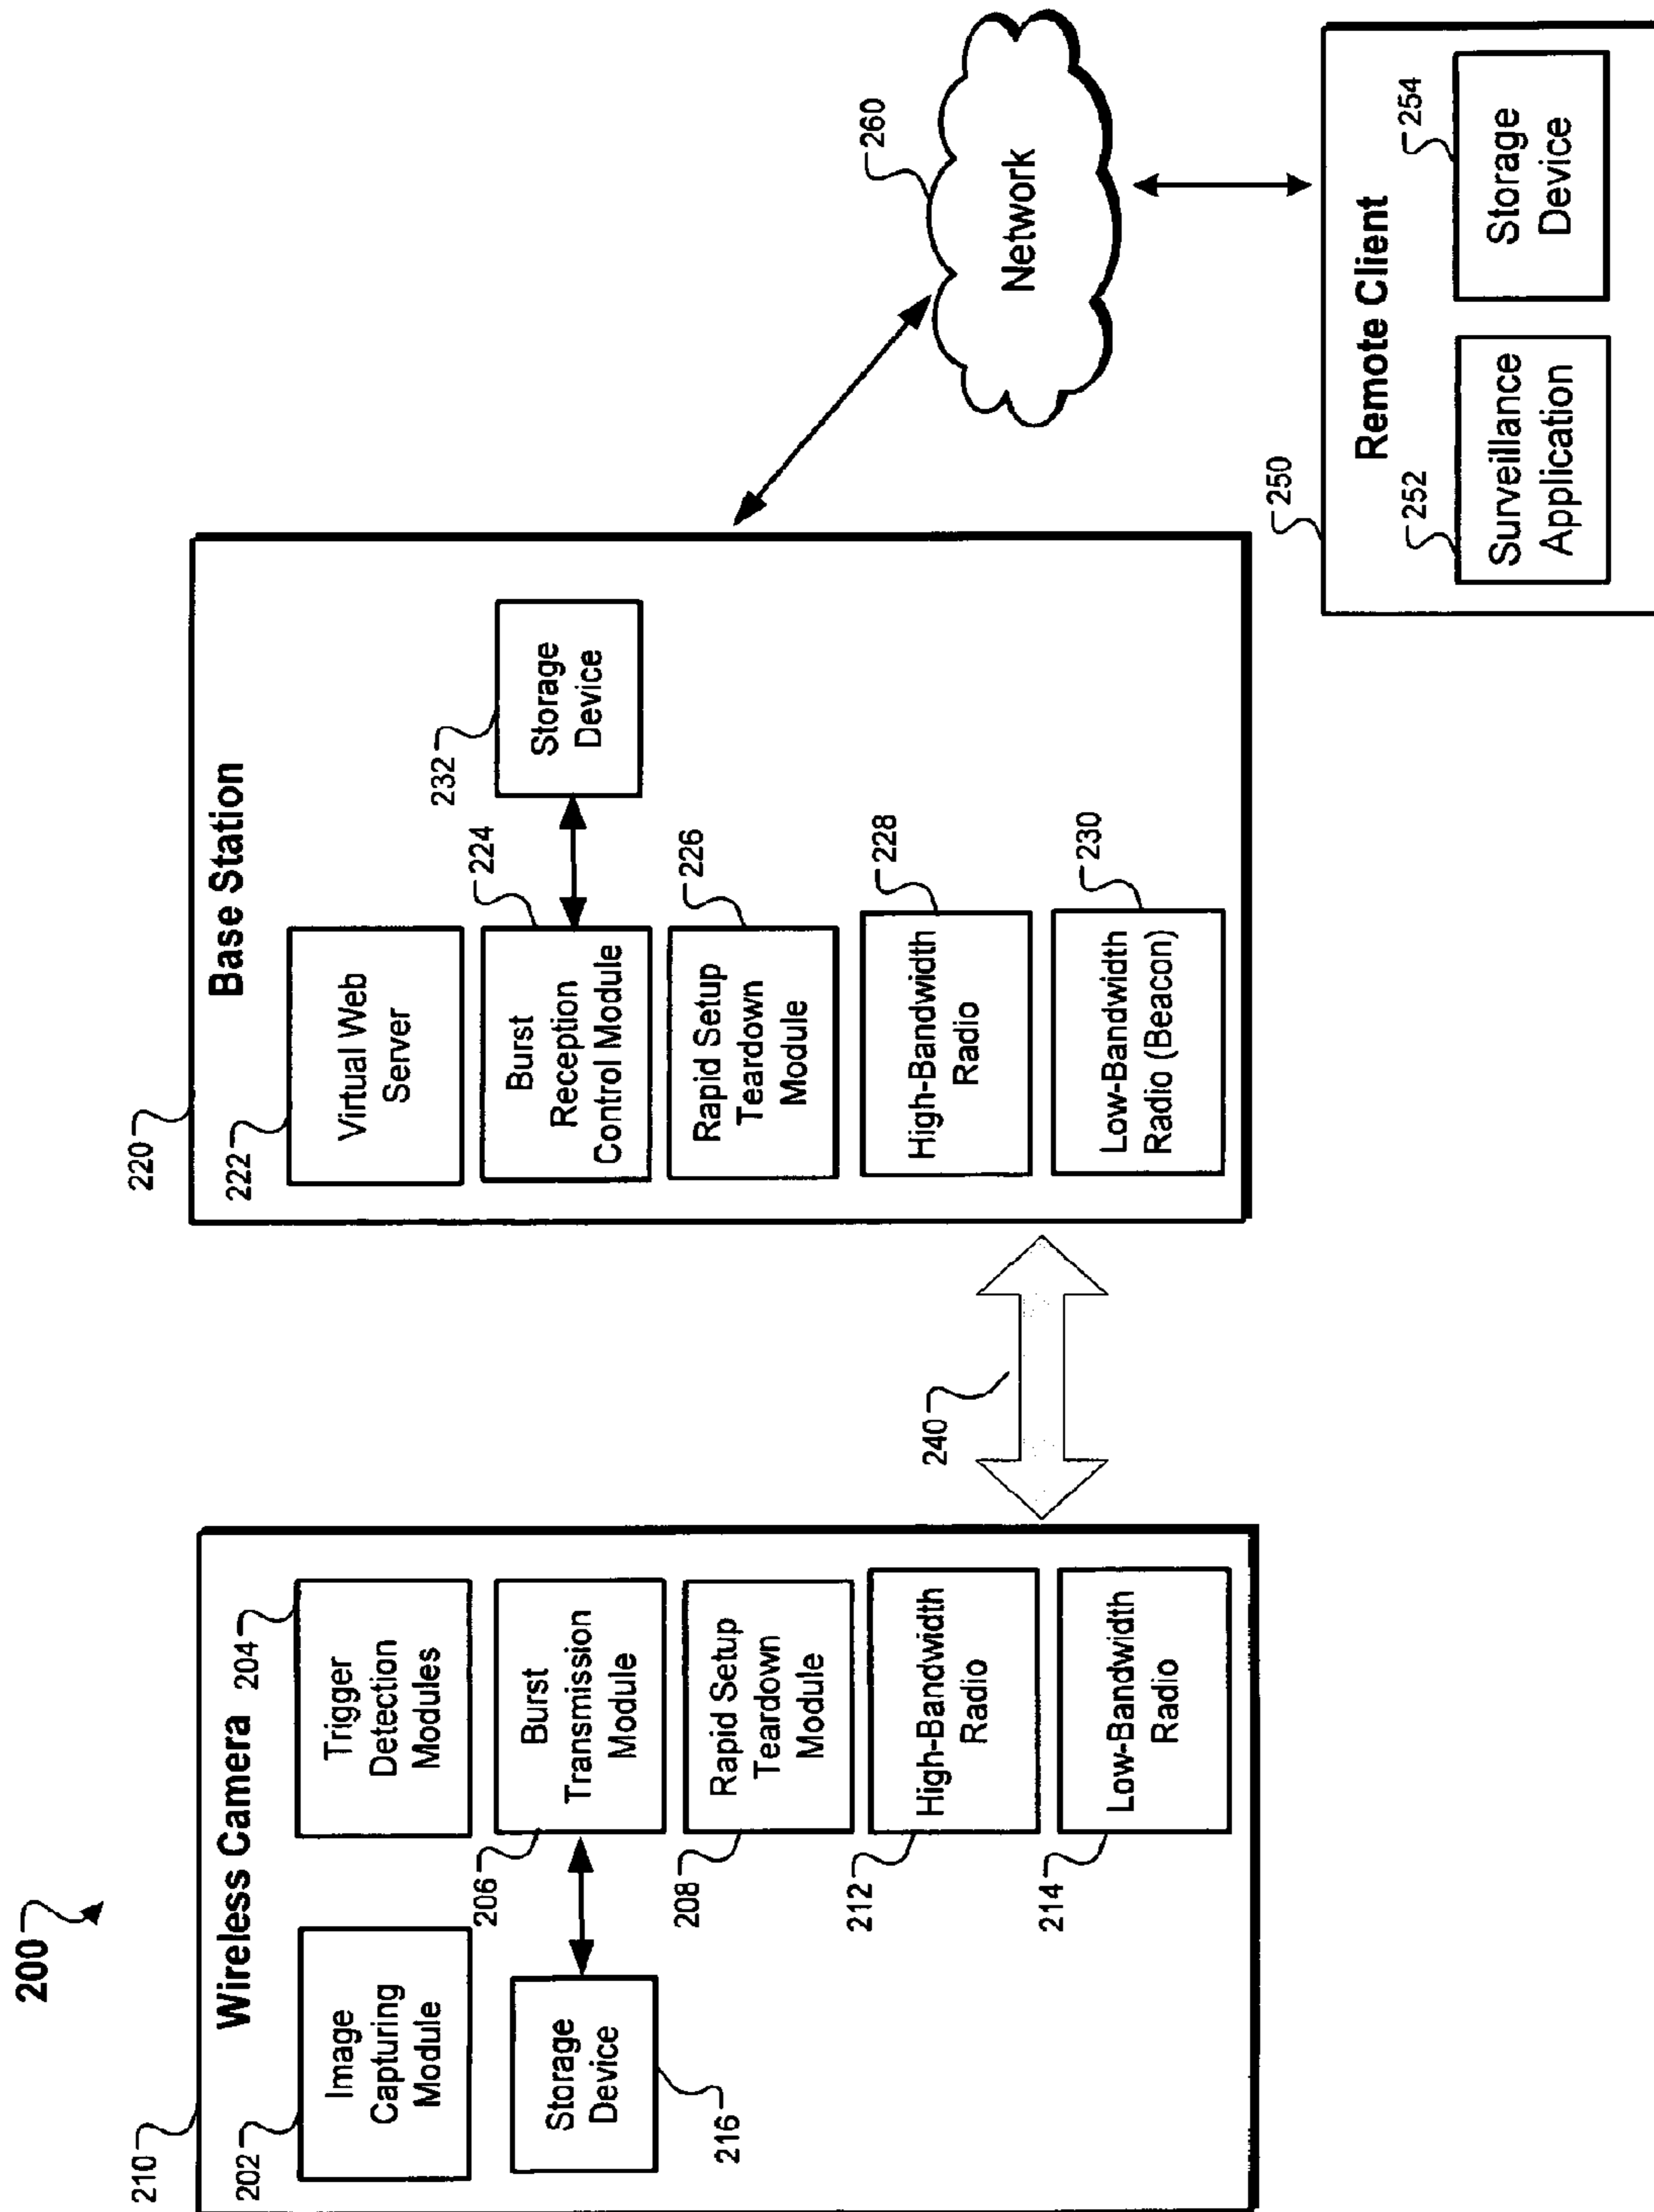 200
210
Wireless Camera
202
Image
Capturing
Module
204
Trigger
Detection
Modules
216
Storage
Device
206
Burst
Transmission
Module
208
Rapid Setup
Teardown
Module
212
High-Bandwidth
Radio
214
Low-Bandwidth
Radio
240
220
Base Station
222
Virtual Web
Server
224
Burst
Reception
Control Module
232
Storage
Device
226
Rapid Setup
Teardown
Module
228
High-Bandwidth
Radio
230
Low-Bandwidth
Radio (Beacon)
260
Network
250
Remote Client
252
Surveillance
Application
254
Storage
Device